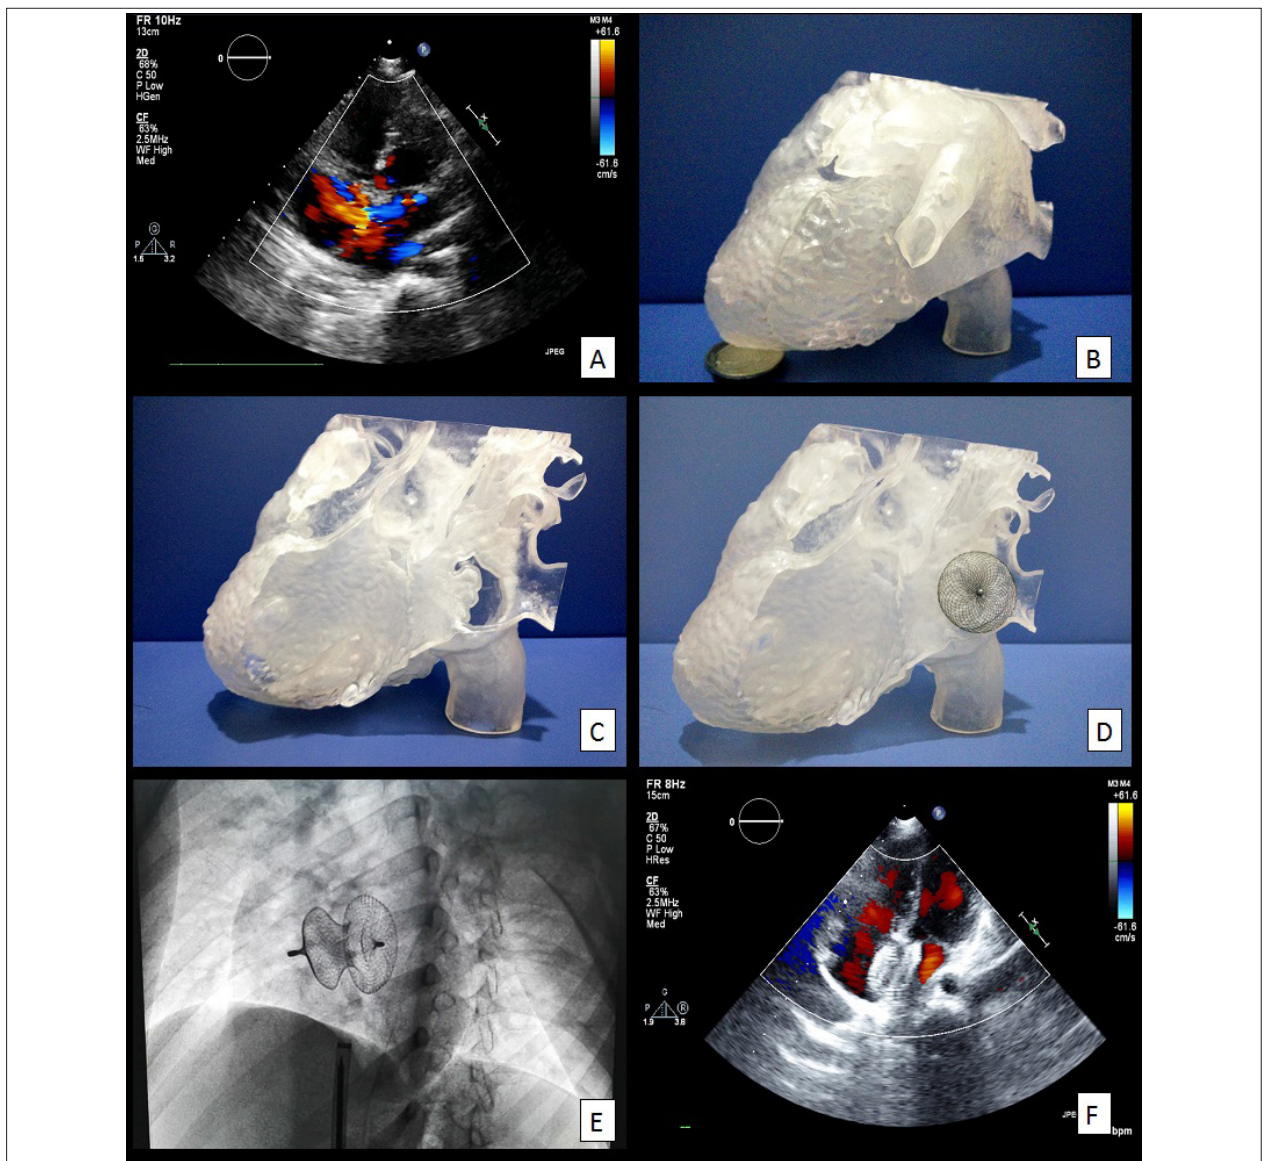 FR 10Hz
13cm
2D
68%
C 50
P Low
HGen
CF
63%
2.5MHz
WF High
Med
0
P
M3 M4
+61.6
-61.6
cm/s
x
G
P R
1.6 3.2
JPEG
A
B
C
D
E
FR 8Hz
15cm
2D
67%
C 50
P Low
HRes
CF
63%
2.5MHz
WF High
Med
0
P
M3 M4
+61.6
-61.6
cm/s
x
G
P R
1.9 3.8
JPE
bpm
F